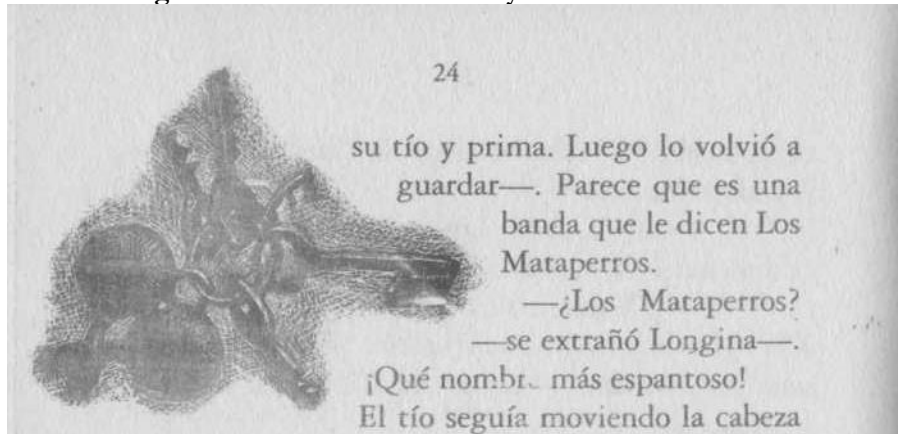 24
su tío y prima. Luego lo volvió a
guardar—. Parece que es una
banda que le dicen Los
Mataperros.
—¿Los Mataperros?
—se extrañó Longina—.
¡Qué más espantoso!
El tío seguía moviendo la cabeza